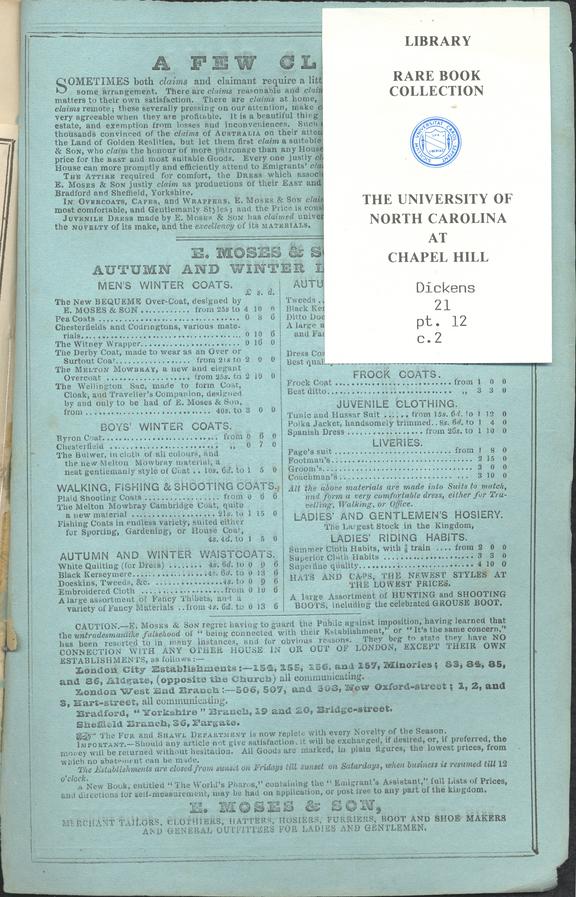 A FEW CL
SOMETIMES both claims and claimant require a litt
some arrangement. There are claims reasonable and clai
matters to their own satisfaction. There are claims at home,
claims remote; these severally pressing on our attention, make
very agreeable when they are profitable. It is a beautiful thing
estate, and exemption from losses and inconveniences. Such
thousands convinced of the claims of AUSTRALIA on their atten
the Land of Golden Realities, but let them first claim a suitable
& SON, who claim the honour of more patronage than any Hous
price for the BEST and most suitable Goods. Every one justly cl
House can more promptly and efficiently attend to Emigrants' cla
THE ATTIRE required for comfort, the DRESS which associ
E. MOSES & SON justly claim as productions of their EAST and
Bradford and Sheffield, Yorkshire.
In OVERCOATS, CAPES, and WRAPPERS, E. MOSES & SON claim
most comfortable, and Gentlemanly Styles; and the Price is cons
JUVENILE DRESS made by E. MOSES & SON has claimed univer
the NOVELTY of its make, and the excellency of its MATERIALS.
LIBRARY
RARE BOOK
COLLECTION
THE UNIVERSITY OF
NORTH CAROLINA
AT
CHAPEL HILL
Dickens
21
pt. 12
c.2
E. MOSES & S
AUTUMN AND WINTER
MEN'S WINTER COATS.
£ s. d.
The New BEQUEME Over-Coat, designed by
E. MOSES & SON .......... from 25s to 4 10 0
Pea Coats .......... 0 8 6
Chesterfields and Codringtons, various mate-
rials .......... 0 10 6
The Witney Wrapper .......... 0 16 0
The Derby Coat, made to wear as an Over or
Surtout Coat .......... from 21s to 2 0 0
The MELTON MOWBRAY, a new and elegant
Overcoat .......... from 25s. to 2 10 0
The Wellington Sac, made to form Coat,
Cloak, and Traveller's Companion, designed
by and only to be had of E. Moses & Son,
from .......... 40s. to 3 0 0
BOYS' WINTER COATS.
Byron Coat .......... from 0 6 0
Chesterfield .......... „ 0 7 0
The Bulwer, in cloth of all colours, and
the new Melton Mowbray material, a
neat gentlemanly style of Coat .. 10s. 6d. to 1 5 0
WALKING, FISHING & SHOOTING COATS.
Plaid Shooting Coats .......... from 0 6 6
The Melton Mowbray Cambridge Coat, quite
a new material .......... 21s. to 1 15 0
Fishing Coats in endless variety, suited either
for Sporting, Gardening, or House Coat,
4s. 4d. to 1 5 0
AUTUMN AND WINTER WAISTCOATS.
White Quilting (for Dress) .... 4s. 6d. to 0 9 6
Black Kerseymere .......... 4s. 6d. to 0 13 6
Doeskins, Tweeds, &c. .......... 4s. to 0 9 6
Embroidered Cloth .......... from 0 10 6
A large assortment of Fancy Thibets, and a
variety of Fancy Materials .. from 4s. 6d. to 0 13 6
AUTU
Tweeds ..
Black Ker
Ditto Doe
A large a
and Fa
Dress Co
Best qu
FROCK COATS.
Frock Coat .......... from 1 0 0
Best ditto .......... „ 3 3 0
JUVENILE CLOTHING.
Tunic and Hussar Suit .... from 15s. 6d. to 1 12 0
Polka Jacket, handsomely trimmed .. 8s. 6d. to 1 4 0
Spanish Dress .......... from 25s. to 1 10 0
LIVERIES.
Page's suit .......... from 1 8 0
Footman's .......... 2 15 0
Groom's .......... 3 0 0
Coachman's .......... 3 10 0
All the above materials are made into Suits to match,
and form a very comfortable dress, either for Tra-
velling, Walking, or Office.
LADIES' AND GENTLEMEN'S HOSIERY.
The Largest Stock in the Kingdom,
LADIES' RIDING HABITS.
Summer Cloth Habits, with ½ train .... from 2 0 0
Superior Cloth Habits .......... 3 3 0
Superfine quality .......... 4 10 0
HATS AND CAPS, THE NEWEST STYLES AT
THE LOWEST PRICES.
A large Assortment of HUNTING and SHOOTING
BOOTS, including the celebrated GROUSE BOOT.
CAUTION.—E. MOSES & SON regret having to guard the Public against imposition, having learned that
the untradesmanlike falsehood of "being connected with their Establishment," or "It's the same concern,"
has been resorted to in many instances, and for obvious reasons. They beg to state they have NO
CONNECTION WITH ANY OTHER HOUSE IN OR OUT OF LONDON, EXCEPT THEIR OWN
ESTABLISHMENTS, as follows:—
London City Establishments:—154, 155, 156, and 157, Minories; 83, 84, 85,
and 86, Aldgate, (opposite the Church) all communicating.
London West End Branch:—506, 507, and 508, New Oxford-street; 1, 2, and
3, Hart-street, all communicating.
Bradford, "Yorkshire" Branch, 19 and 20, Bridge-street.
Sheffield Branch, 36, Fargate.
The FUR and SHAWL DEPARTMENT is now replete with every Novelty of the Season.
IMPORTANT.—Should any article not give satisfaction, it will be exchanged, if desired, or, if preferred, the
money will be returned without hesitation. All Goods are marked, in plain figures, the lowest prices, from
which no abatement can be made.
The Establishments are closed from sunset on Fridays till sunset on Saturdays, when business is resumed till 12
o'clock.
A New Book, entitled "The World's Pharos," containing the "Emigrant's Assistant," full Lists of Prices,
and directions for self-measurement, may be had on application, or post free to any part of the kingdom.
E. MOSES & SON,
MERCHANT TAILORS, CLOTHIERS, HATTERS, HOSIERS, FURRIERS, BOOT AND SHOE MAKERS
AND GENERAL OUTFITTERS FOR LADIES AND GENTLEMEN.